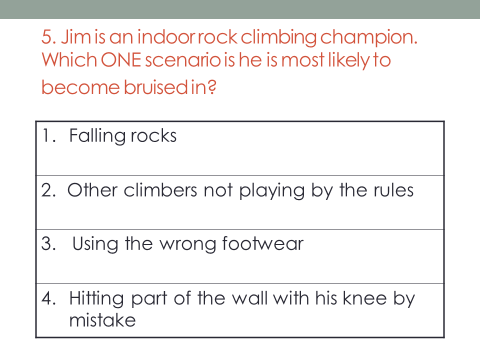 5. Jim is an indoor rock climbing champion.
Which ONE scenario is he is most likely to
become bruised in?
1. Falling rocks
2. Other climbers not playing by the rules
3. Using the wrong footwear
4. Hitting part of the wall with his knee by
mistake